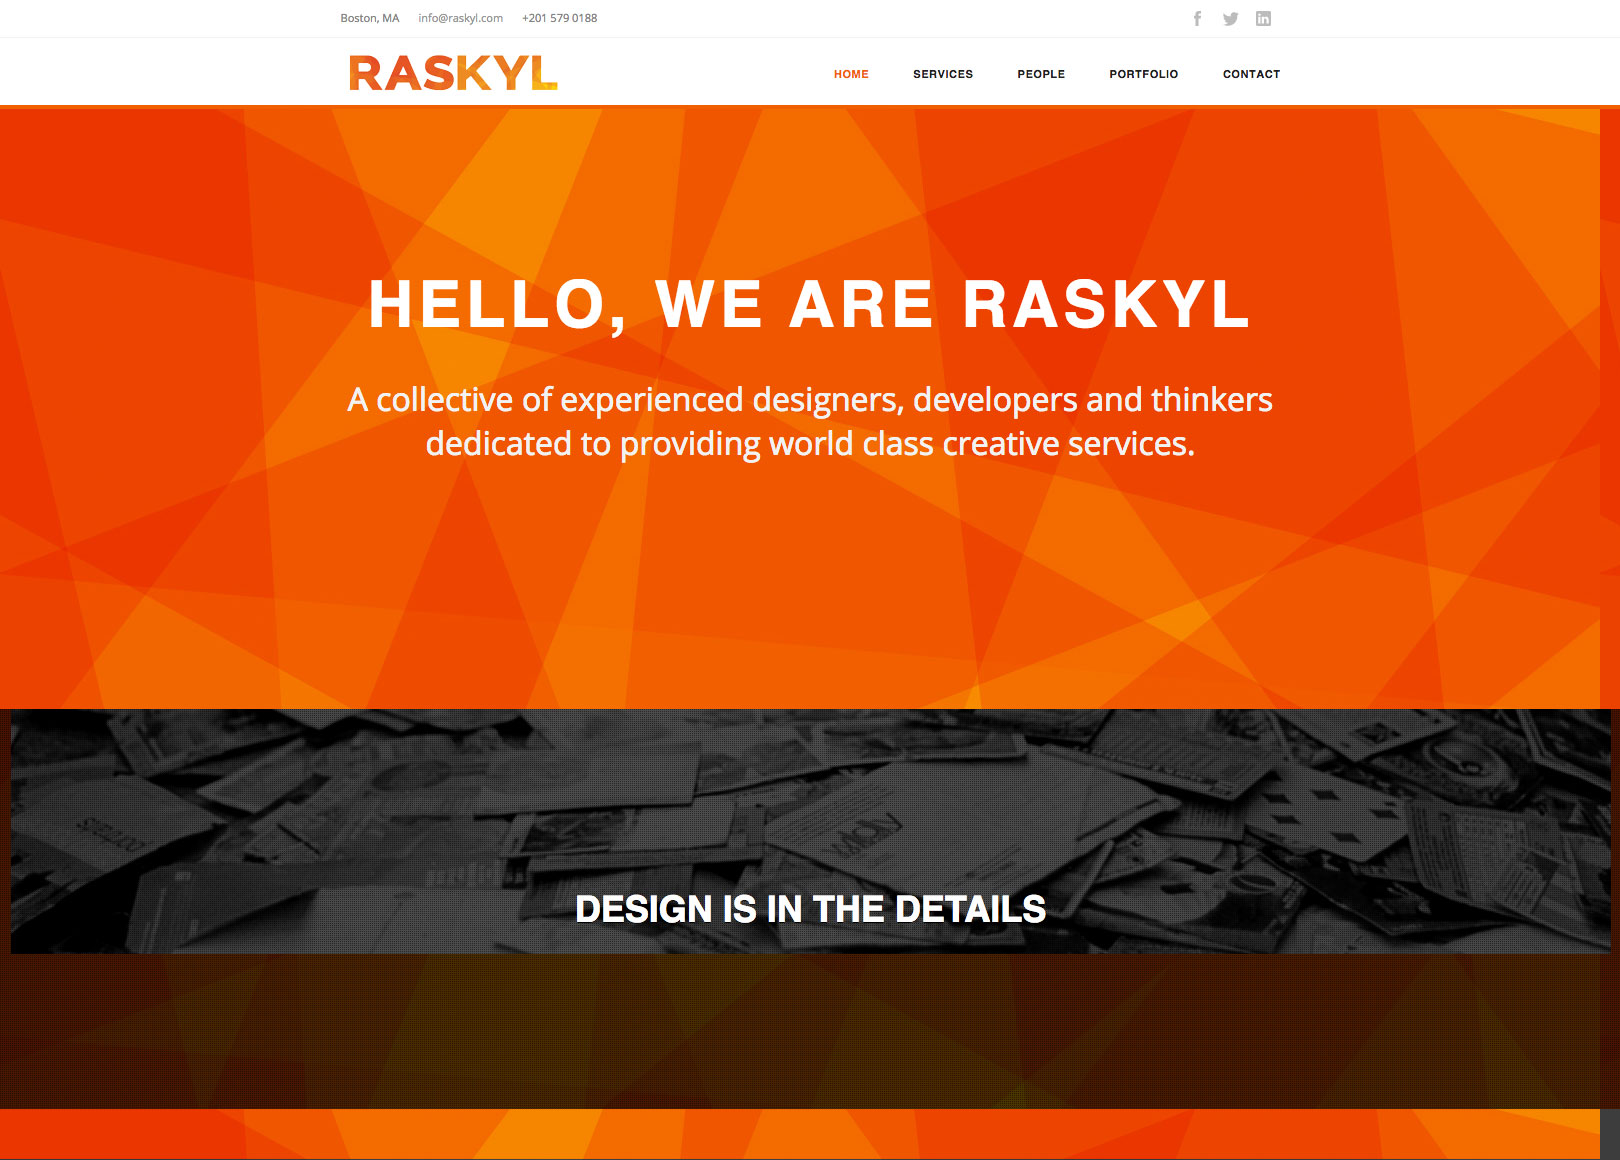 Boston, MA info@raskyl.com +201 579 0188
RASKYL
HOME SERVICES PEOPLE PORTFOLIO CONTACT
HELLO, WE ARE RASKYL
A collective of experienced designers, developers and thinkers
dedicated to providing world class creative services.
Molly
DESIGN IS IN THE DETAILS